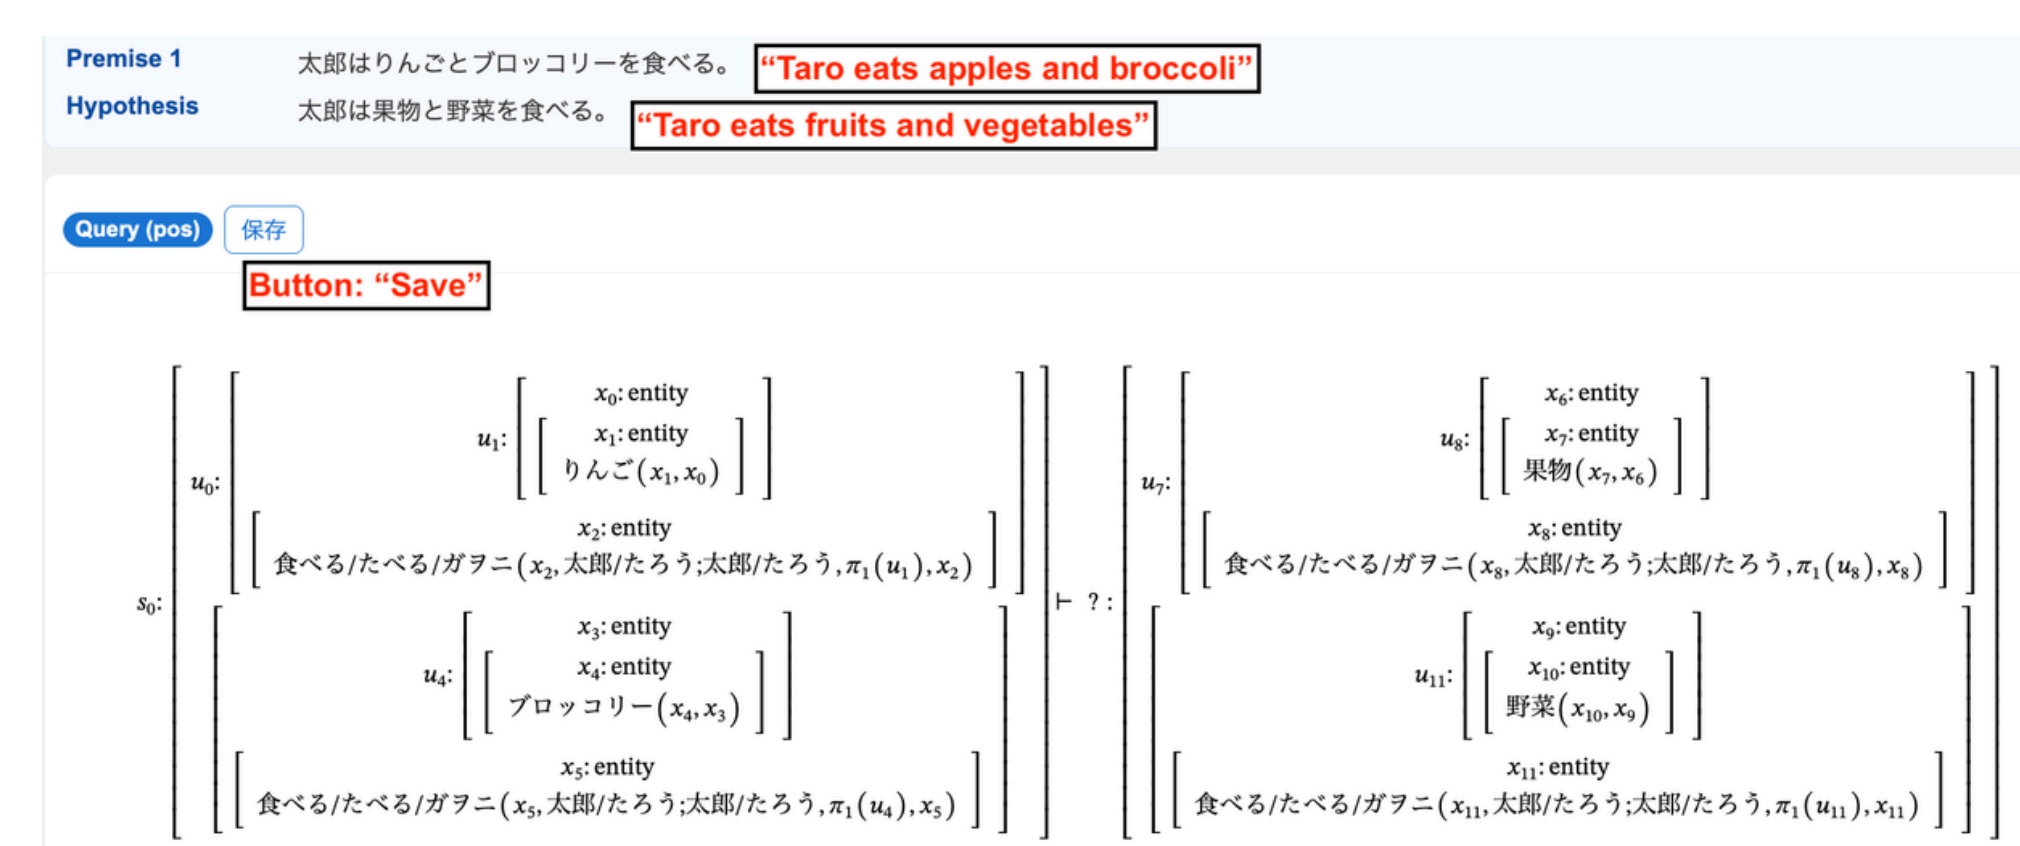 Premise 1 太郎はりんごとブロッコリーを食べる。 “Taro eats apples and broccoli”
Hypothesis 太郎は果物と野菜を食べる。 “Taro eats fruits and vegetables”
Query (pos) 保存
Button: “Save”
x₀: entity
u₁: x₁: entity
りんご(x₁, x₀)
u₀:
x₂: entity
食べる/たべる/ガヲニ(x₂, 太郎/たろう;太郎/たろう, π₁(u₁), x₂)
s₀:
x₃: entity
u₄: x₄: entity
ブロッコリー(x₄, x₃)
x₅: entity
食べる/たべる/ガヲニ(x₅, 太郎/たろう;太郎/たろう, π₁(u₄), x₅)
⊢ ? :
x₆: entity
u₈: x₇: entity
果物(x₇, x₆)
u₇:
x₈: entity
食べる/たべる/ガヲニ(x₈, 太郎/たろう;太郎/たろう, π₁(u₈), x₈)
x₉: entity
u₁₁: x₁₀: entity
野菜(x₁₀, x₉)
x₁₁: entity
食べる/たべる/ガヲニ(x₁₁, 太郎/たろう;太郎/たろう, π₁(u₁₁), x₁₁)